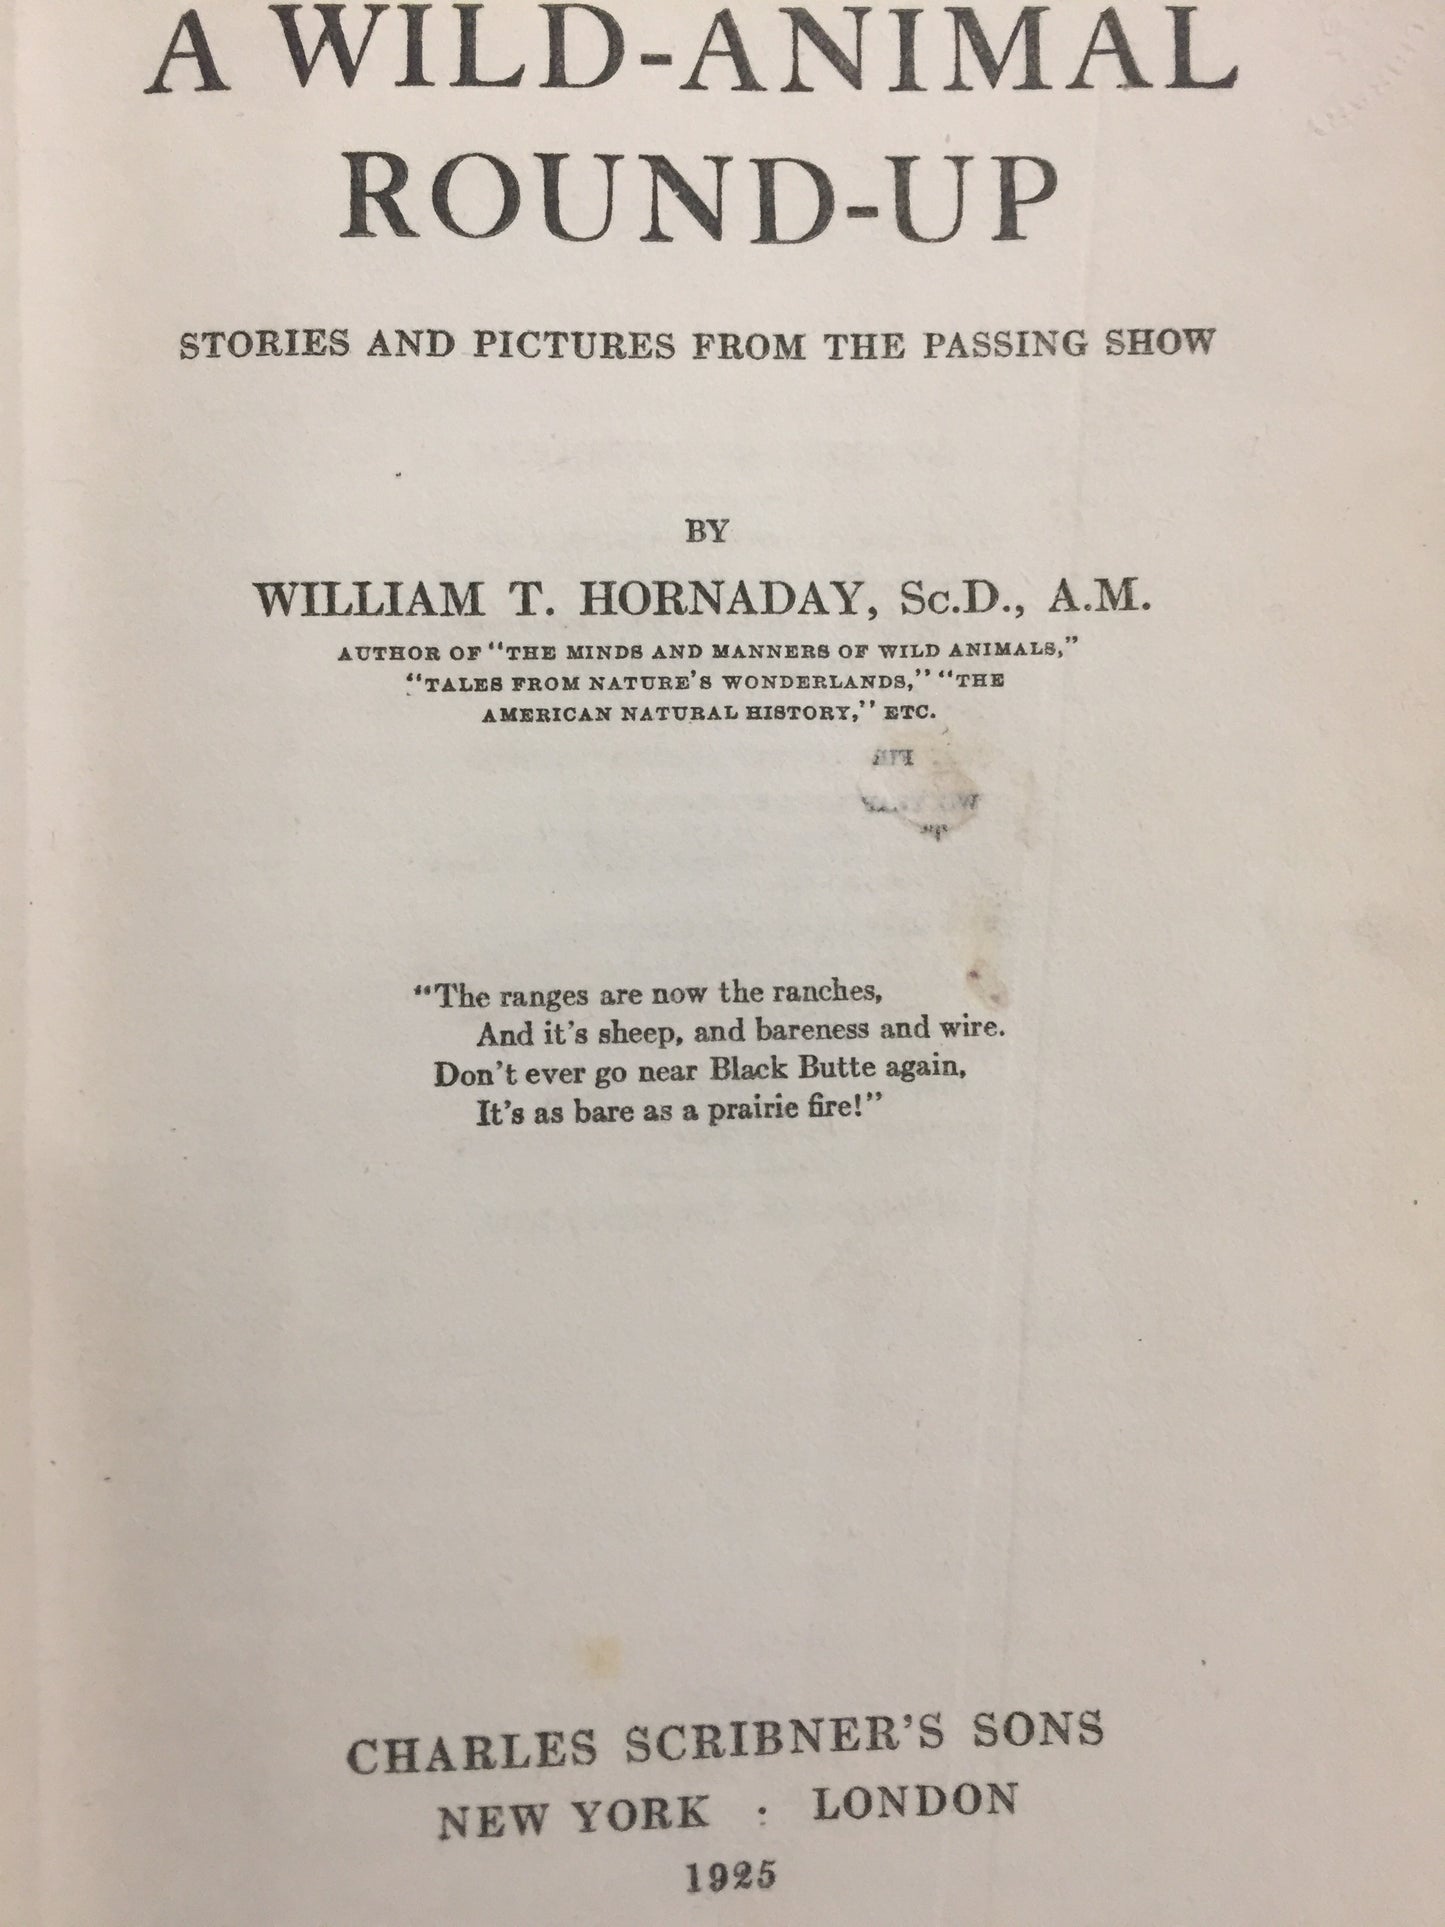 A WILD-ANIMAL
ROUND-UP
STORIES AND PICTURES FROM THE PASSING SHOW
BY
WILLIAM T. HORNADAY, Sc.D., A.M.
AUTHOR OF "THE MINDS AND MANNERS OF WILD ANIMALS,"
"TALES FROM NATURE'S WONDERLANDS," "THE
AMERICAN NATURAL HISTORY," ETC.
"The ranges are now the ranches,
And it's sheep, and bareness and wire.
Don't ever go near Black Butte again,
It's as bare as a prairie fire!"
CHARLES SCRIBNER'S SONS
NEW YORK : LONDON
1925